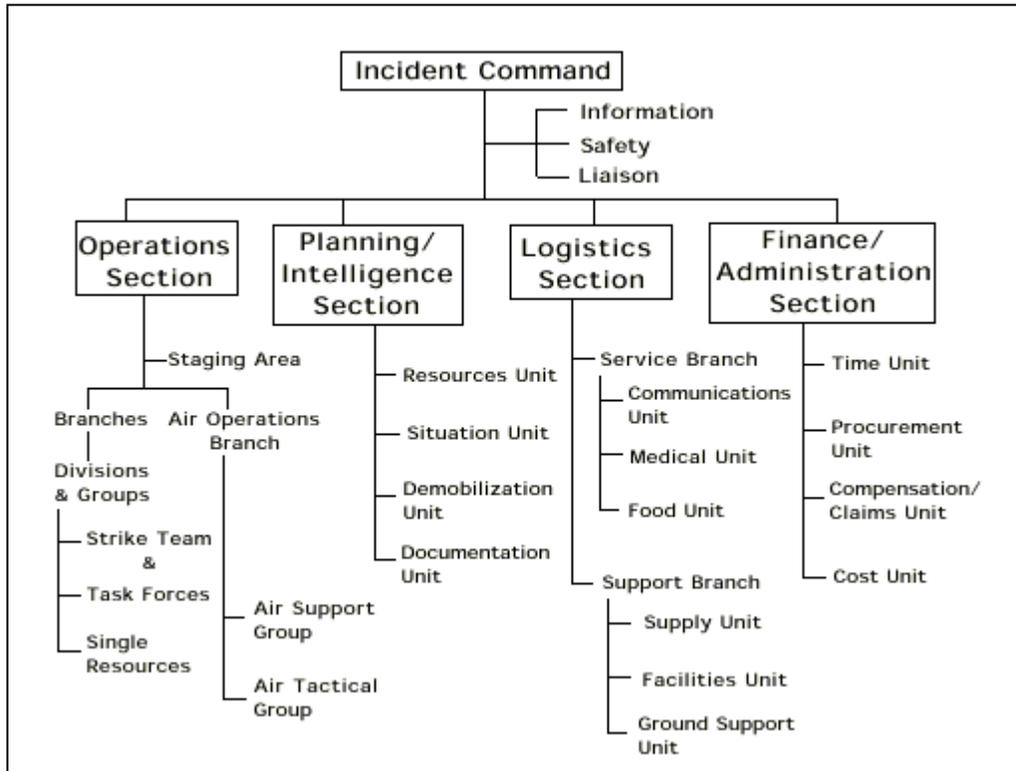 Incident Command
Information
Safety
Liaison
Operations
Section
Planning/
Intelligence
Section
Logistics
Section
Finance/
Administration
Section
Staging Area
Branches
Air Operations
Branch
Divisions
& Groups
Strike Team
&
Task Forces
Single
Resources
Air Support
Group
Air Tactical
Group
Resources Unit
Situation Unit
Demobilization
Unit
Documentation
Unit
Service Branch
Communications
Unit
Medical Unit
Food Unit
Support Branch
Supply Unit
Facilities Unit
Ground Support
Unit
Time Unit
Procurement
Unit
Compensation/
Claims Unit
Cost Unit